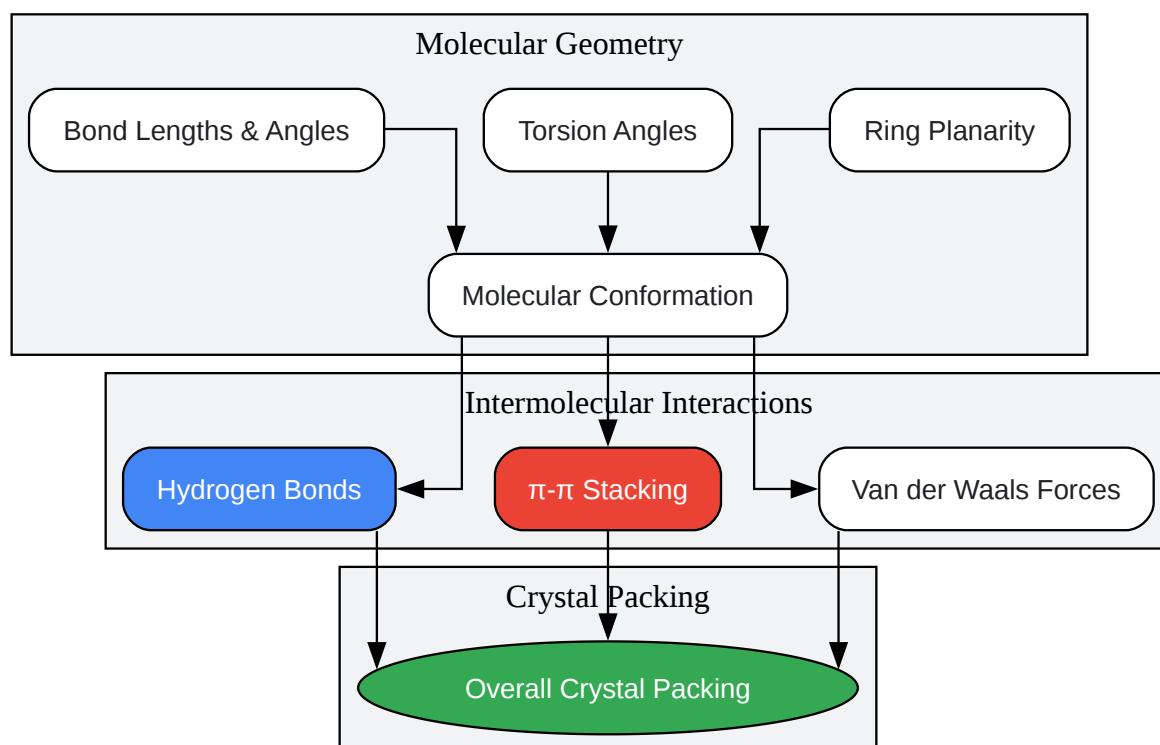 Molecular Geometry
Bond Lengths & Angles
Torsion Angles
Ring Planarity
Molecular Conformation
Intermolecular Interactions
Hydrogen Bonds
π-π Stacking
Van der Waals Forces
Crystal Packing
Overall Crystal Packing